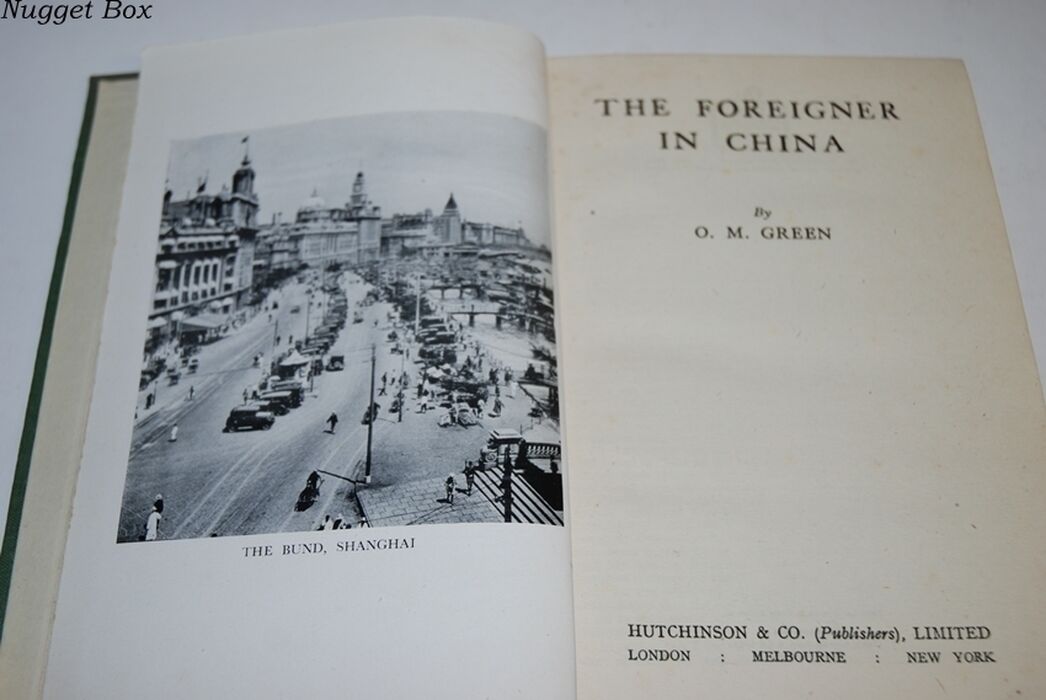 Nugget Box
THE BUND, SHANGHAI
THE FOREIGNER
IN CHINA
By
O. M. GREEN
HUTCHINSON & CO. (Publishers), LIMITED
LONDON : MELBOURNE : NEW YORK